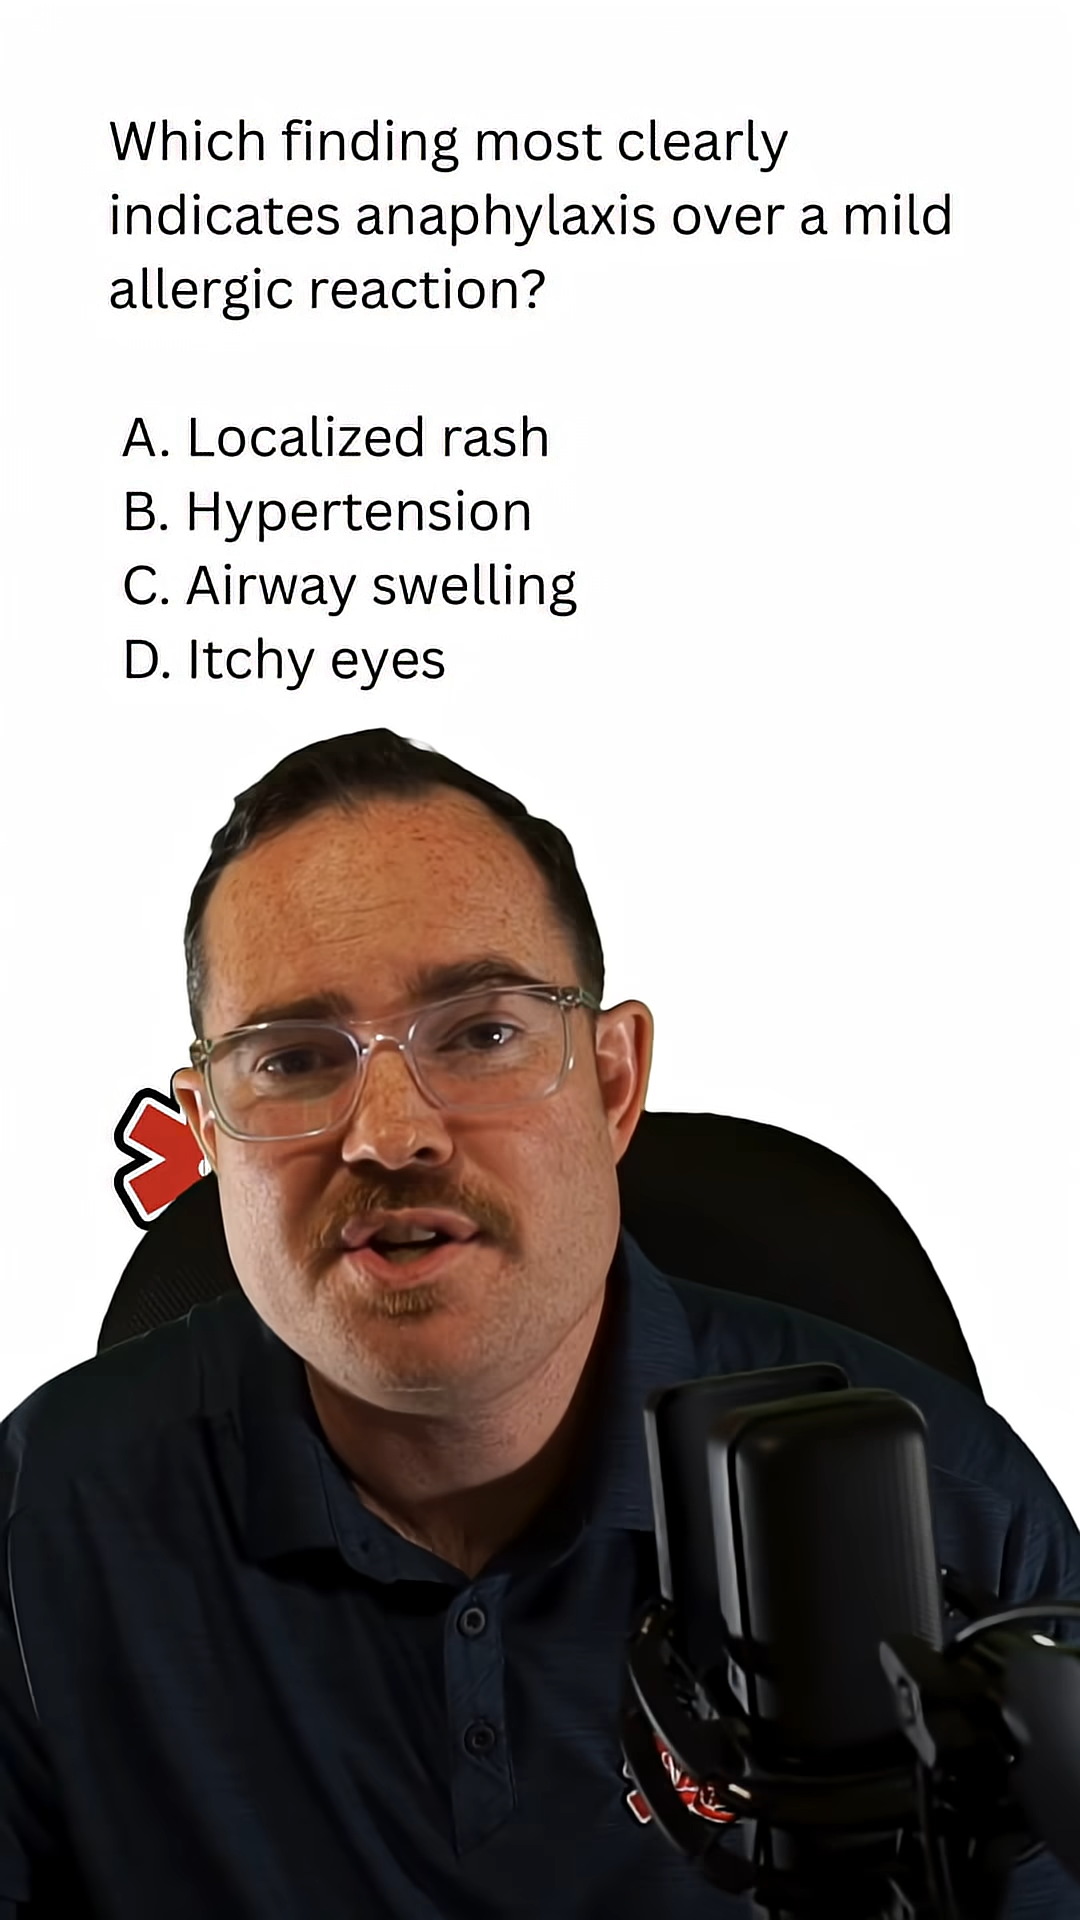 Which finding most clearly
indicates anaphylaxis over a mild
allergic reaction?
A. Localized rash
B. Hypertension
C. Airway swelling
D. Itchy eyes